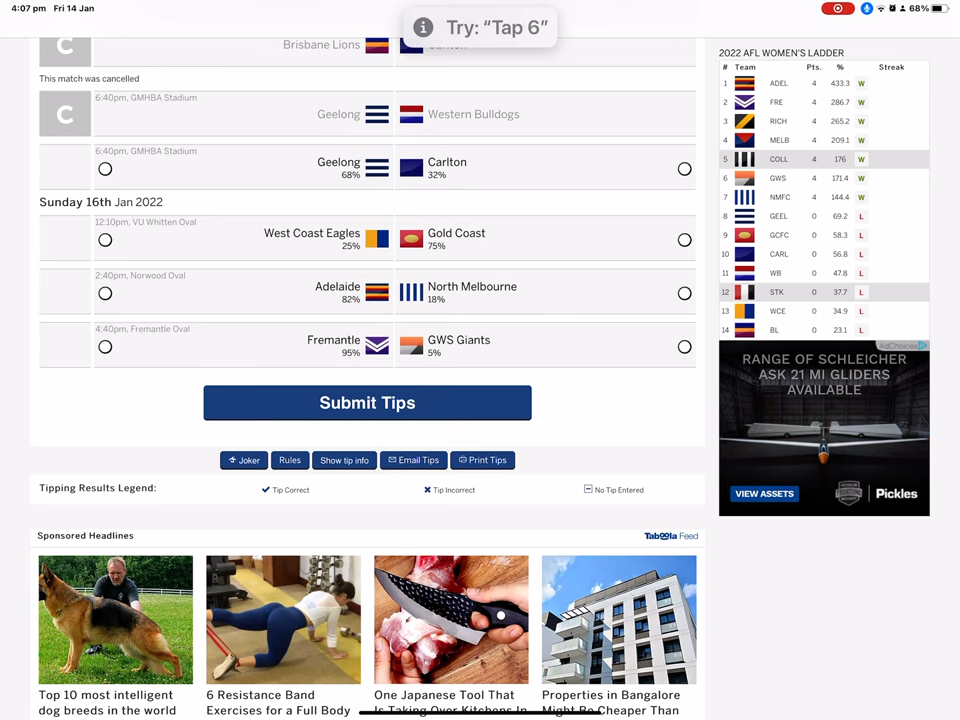 4:07 pm Fri 14 Jan
68%
Try: “Tap 6”
Brisbane Lions
This match was cancelled
C
6:40pm, GMHBA Stadium
Geelong
Western Bulldogs
6:40pm, GMHBA Stadium
Geelong
68%
Carlton
32%
Sunday 16th Jan 2022
12:10pm, VU Whitten Oval
West Coast Eagles
25%
Gold Coast
75%
2:40pm, Norwood Oval
Adelaide
82%
North Melbourne
18%
4:40pm, Fremantle Oval
Fremantle
95%
GWS Giants
5%
Submit Tips
Joker Rules Show tip info Email Tips Print Tips
Tipping Results Legend: Tip Correct Tip Incorrect No Tip Entered
2022 AFL WOMEN'S LADDER
# Team Pts. % Streak
1 ADEL 4 433.3 W
2 FRE 4 286.7 W
3 RICH 4 265.2 W
4 MELB 4 209.1 W
5 COLL 4 176 W
6 GWS 4 171.4 W
7 NMFC 4 144.4 W
8 GEEL 0 69.2 L
9 GCFC 0 58.3 L
10 CARL 0 56.8 L
11 WB 0 47.8 L
12 STK 0 37.7 L
13 WCE 0 34.9 L
14 BL 0 23.1 L
AdChoices
RANGE OF SCHLEICHER
ASK 21 MI GLIDERS
AVAILABLE
VIEW ASSETS
Pickles
Sponsored Headlines
Taboola Feed
Top 10 most intelligent
dog breeds in the world
6 Resistance Band
Exercises for a Full Body
One Japanese Tool That
Is Taking Over Kitchens In
Properties in Bangalore
Might Be Cheaper Than